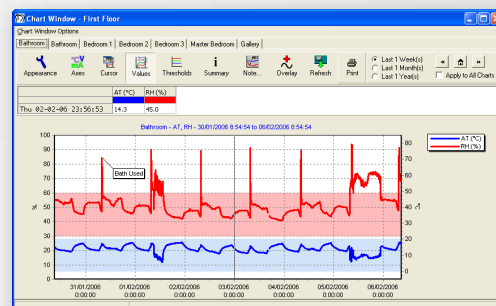 Chart Window - First Floor
Chart Window Options
Bathroom Bathroom Bedroom 1 Bedroom 2 Bedroom 3 Master Bedroom Gallery
Appearance Axes Cursor Values Thresholds Summary Note... Overlay Refresh Print
Last 1 Week(s)
Last 1 Month(s)
Last 1 Year(s)
Apply to All Charts
AT (°C) RH (%)
Thu 02-02-06 23:56:53 14.3 45.0
Bathroom - AT, RH - 30/01/2006 8:54:54 to 06/02/2006 8:54:54
AT (°C)
RH (%)
Bath Used
%
100
90
80
70
60
50
40
30
20
10
0
°C
80
70
60
50
40
30
20
10
0
31/01/2006 01/02/2006 02/02/2006 03/02/2006 04/02/2006 05/02/2006 06/02/2006
0:00:00 0:00:00 0:00:00 0:00:00 0:00:00 0:00:00 0:00:00